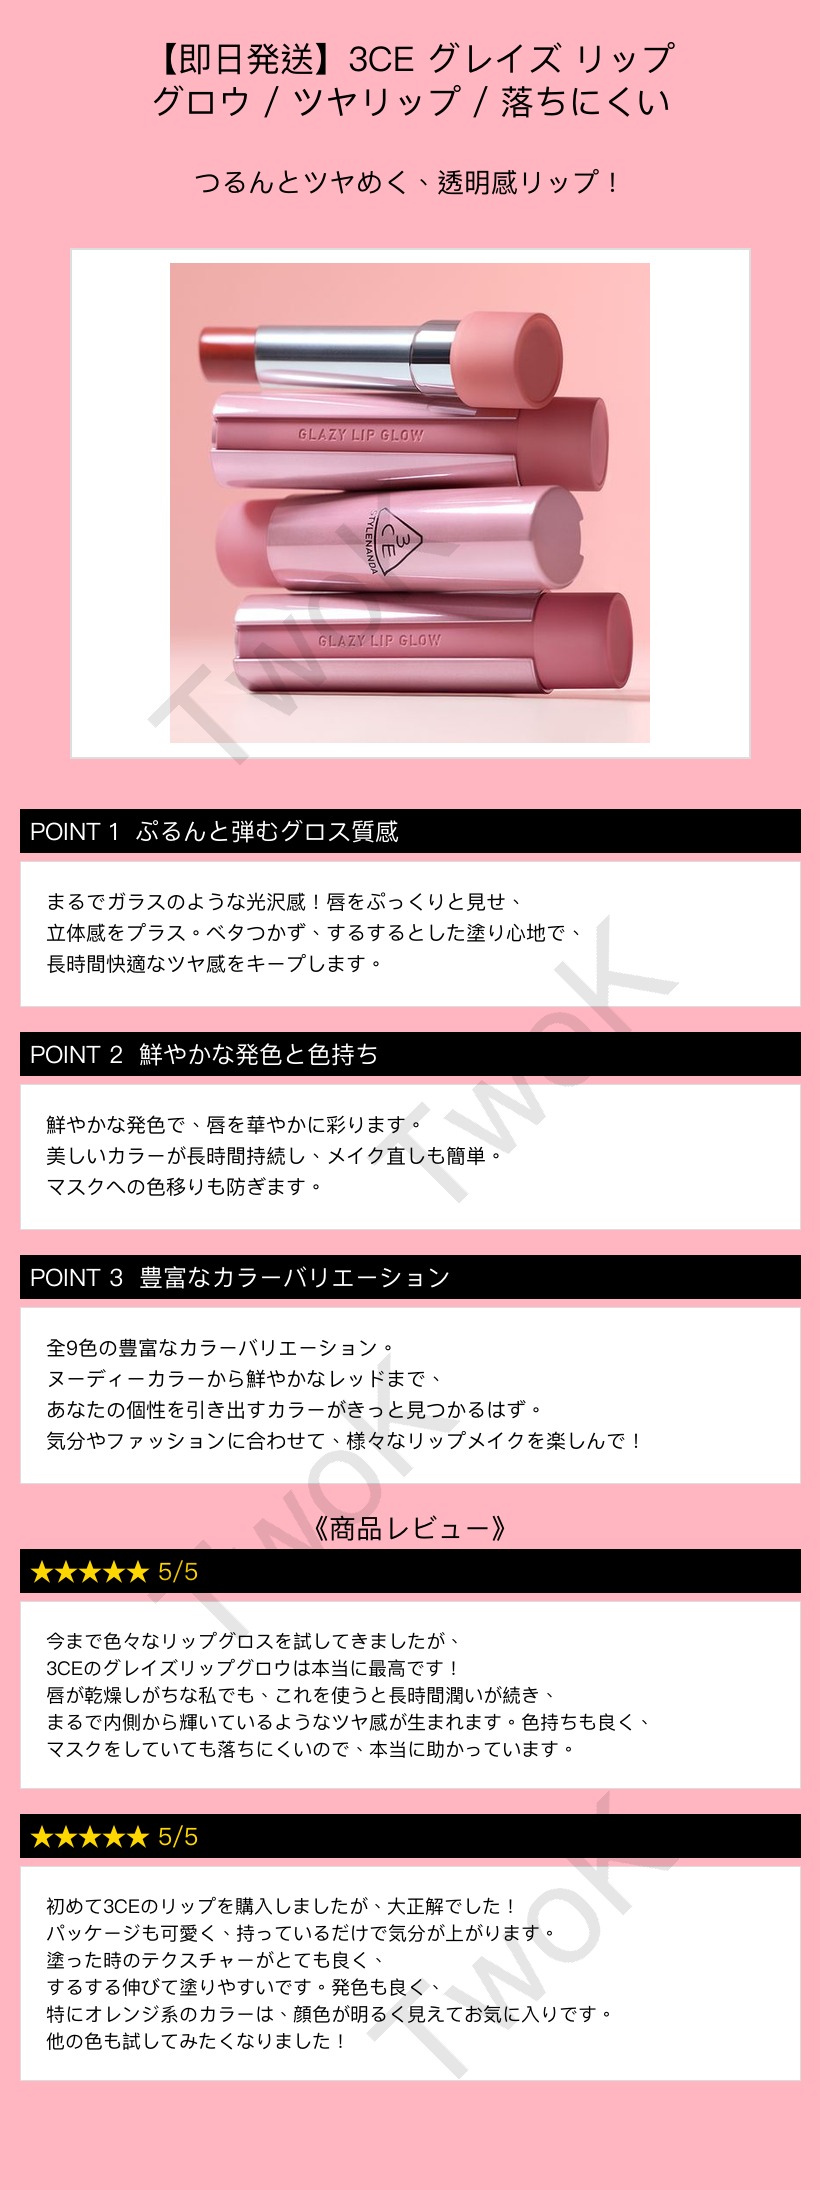 【即日発送】3CE グレイズ リップ
グロウ / ツヤリップ / 落ちにくい
つるんとツヤめく、透明感リップ！
GLAZY LIP GLOW
3CE
STYLENANDA
GLAZY LIP GLOW
TwoK
POINT 1 ぷるんと弾むグロス質感
まるでガラスのような光沢感！唇をぷっくりと見せ、
立体感をプラス。ベタつかず、するするとした塗り心地で、
長時間快適なツヤ感をキープします。
TwoK
POINT 2 鮮やかな発色と色持ち
鮮やかな発色で、唇を華やかに彩ります。
美しいカラーが長時間持続し、メイク直しも簡単。
マスクへの色移りも防ぎます。
POINT 3 豊富なカラーバリエーション
全9色の豊富なカラーバリエーション。
ヌーディーカラーから鮮やかなレッドまで、
あなたの個性を引き出すカラーがきっと見つかるはず。
気分やファッションに合わせて、様々なリップメイクを楽しんで！
TwoK
《商品レビュー》
★★★★★ 5/5
今まで色々なリップグロスを試してきましたが、
3CEのグレイズリップグロウは本当に最高です！
唇が乾燥しがちな私でも、これを使うと長時間潤いが続き、
まるで内側から輝いているようなツヤ感が生まれます。色持ちも良く、
マスクをしていても落ちにくいので、本当に助かっています。
★★★★★ 5/5
初めて3CEのリップを購入しましたが、大正解でした！
パッケージも可愛く、持っているだけで気分が上がります。
塗った時のテクスチャーがとても良く、
するする伸びて塗りやすいです。発色も良く、
特にオレンジ系のカラーは、顔色が明るく見えてお気に入りです。
他の色も試してみたくなりました！
TwoK